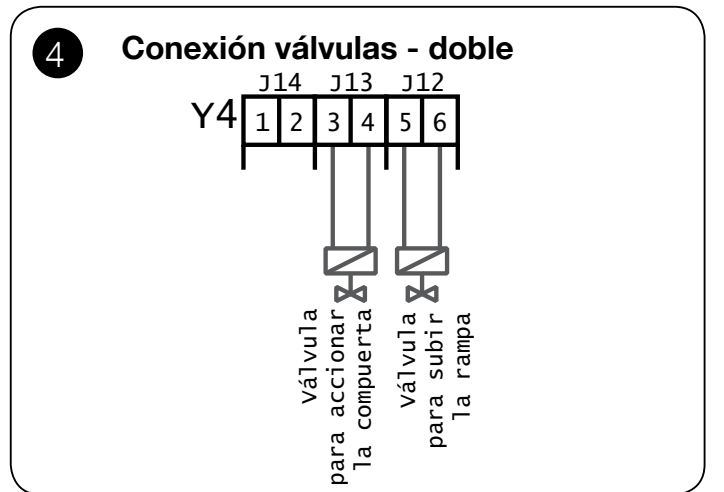 4
Conexión válvulas - doble
J14 J13 J12
Y4 1 2 3 4 5 6
válvula
para accionar
la compuerta
válvula
para subir
la rampa